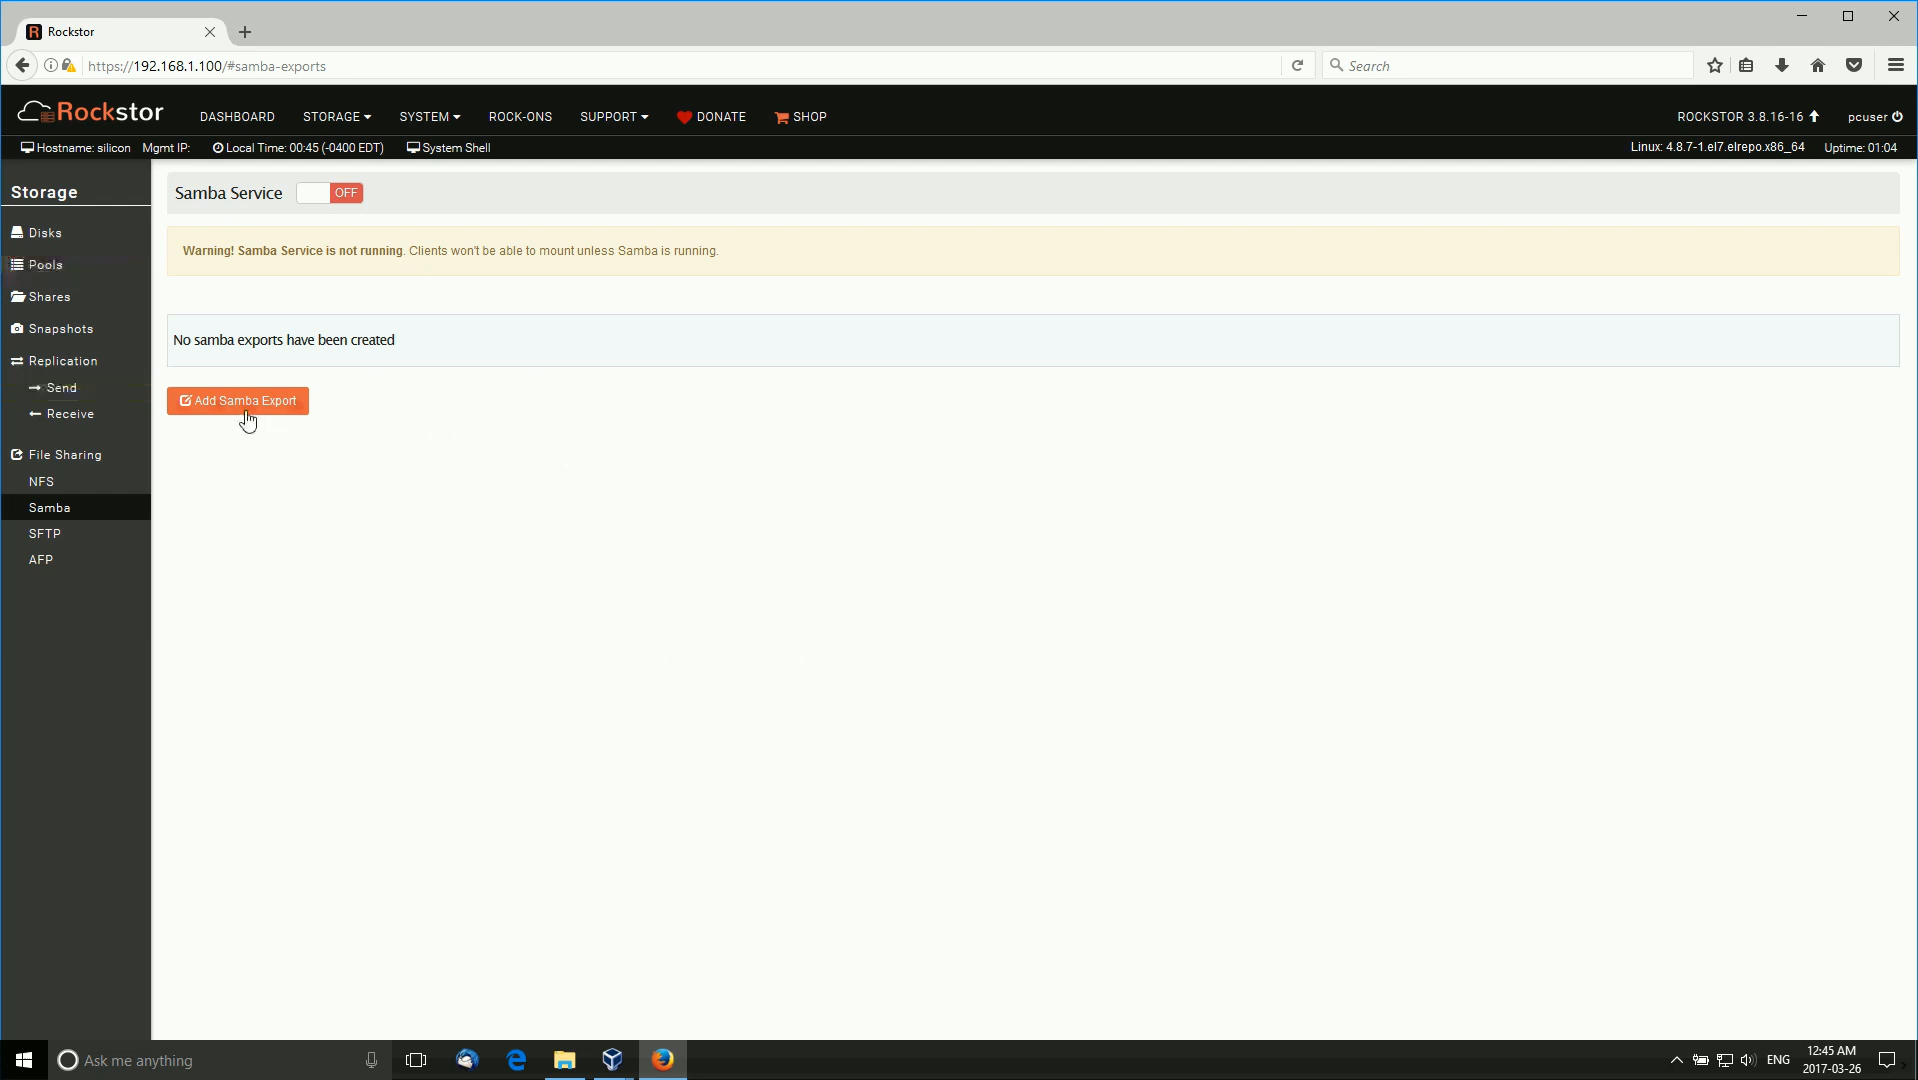 Rockstor
https://192.168.1.100/#samba-exports
Search
Rockstor
DASHBOARD STORAGE SYSTEM ROCK-ONS SUPPORT DONATE SHOP
ROCKSTOR 3.8.16-16 pcuser
Hostname: silicon Mgmt IP: Local Time: 00:45 (-0400 EDT) System Shell
Linux: 4.8.7-1.el7.elrepo.x86_64 Uptime: 01:04
Storage
Disks
Pools
Shares
Snapshots
Replication
Send
Receive
File Sharing
NFS
Samba
SFTP
AFP
Samba Service OFF
Warning! Samba Service is not running. Clients won't be able to mount unless Samba is running.
No samba exports have been created
Add Samba Export
Ask me anything
ENG
12:45 AM
2017-03-26